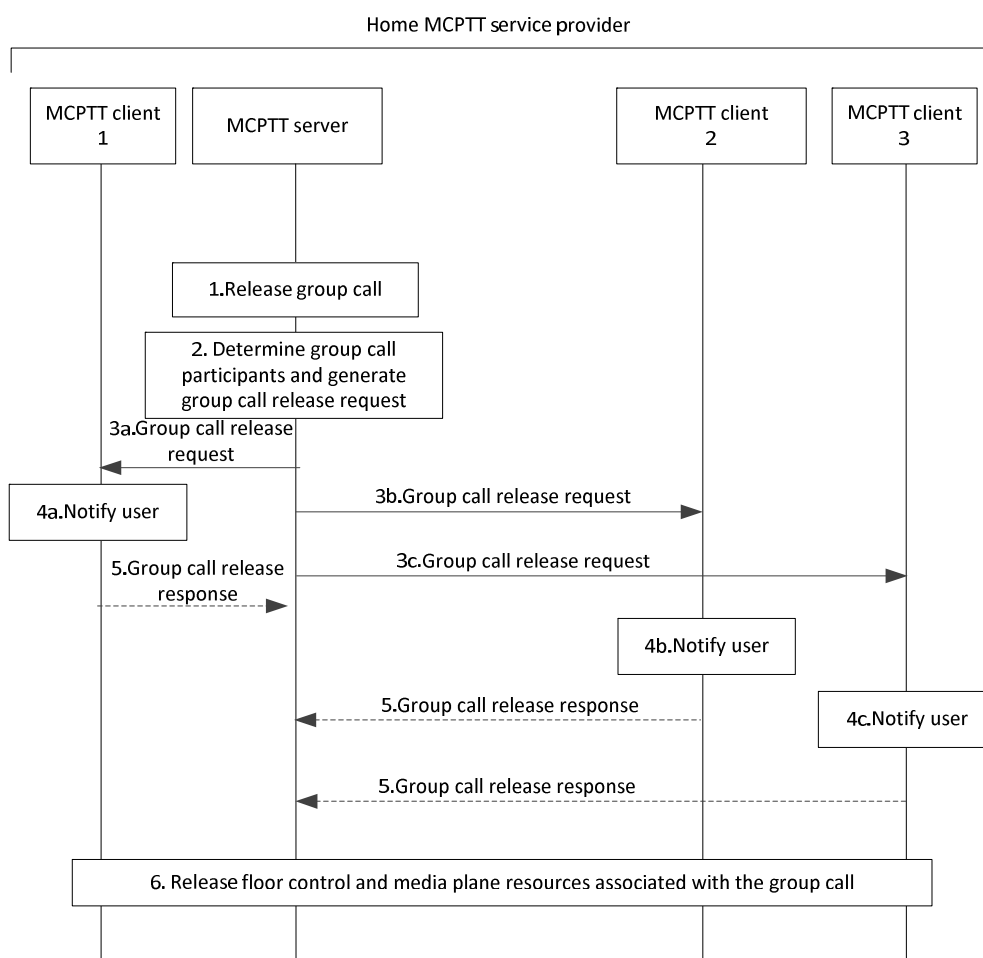 Home MCPTT service provider
MCPTT client
1
MCPTT server
MCPTT client
2
MCPTT client
3
1.Release group call
2. Determine group call
participants and generate
group call release request
3a.Group call release
request
4a.Notify user
3b.Group call release request
3c.Group call release request
5.Group call release
response
4b.Notify user
5.Group call release response
4c.Notify user
5.Group call release response
6. Release floor control and media plane resources associated with the group call